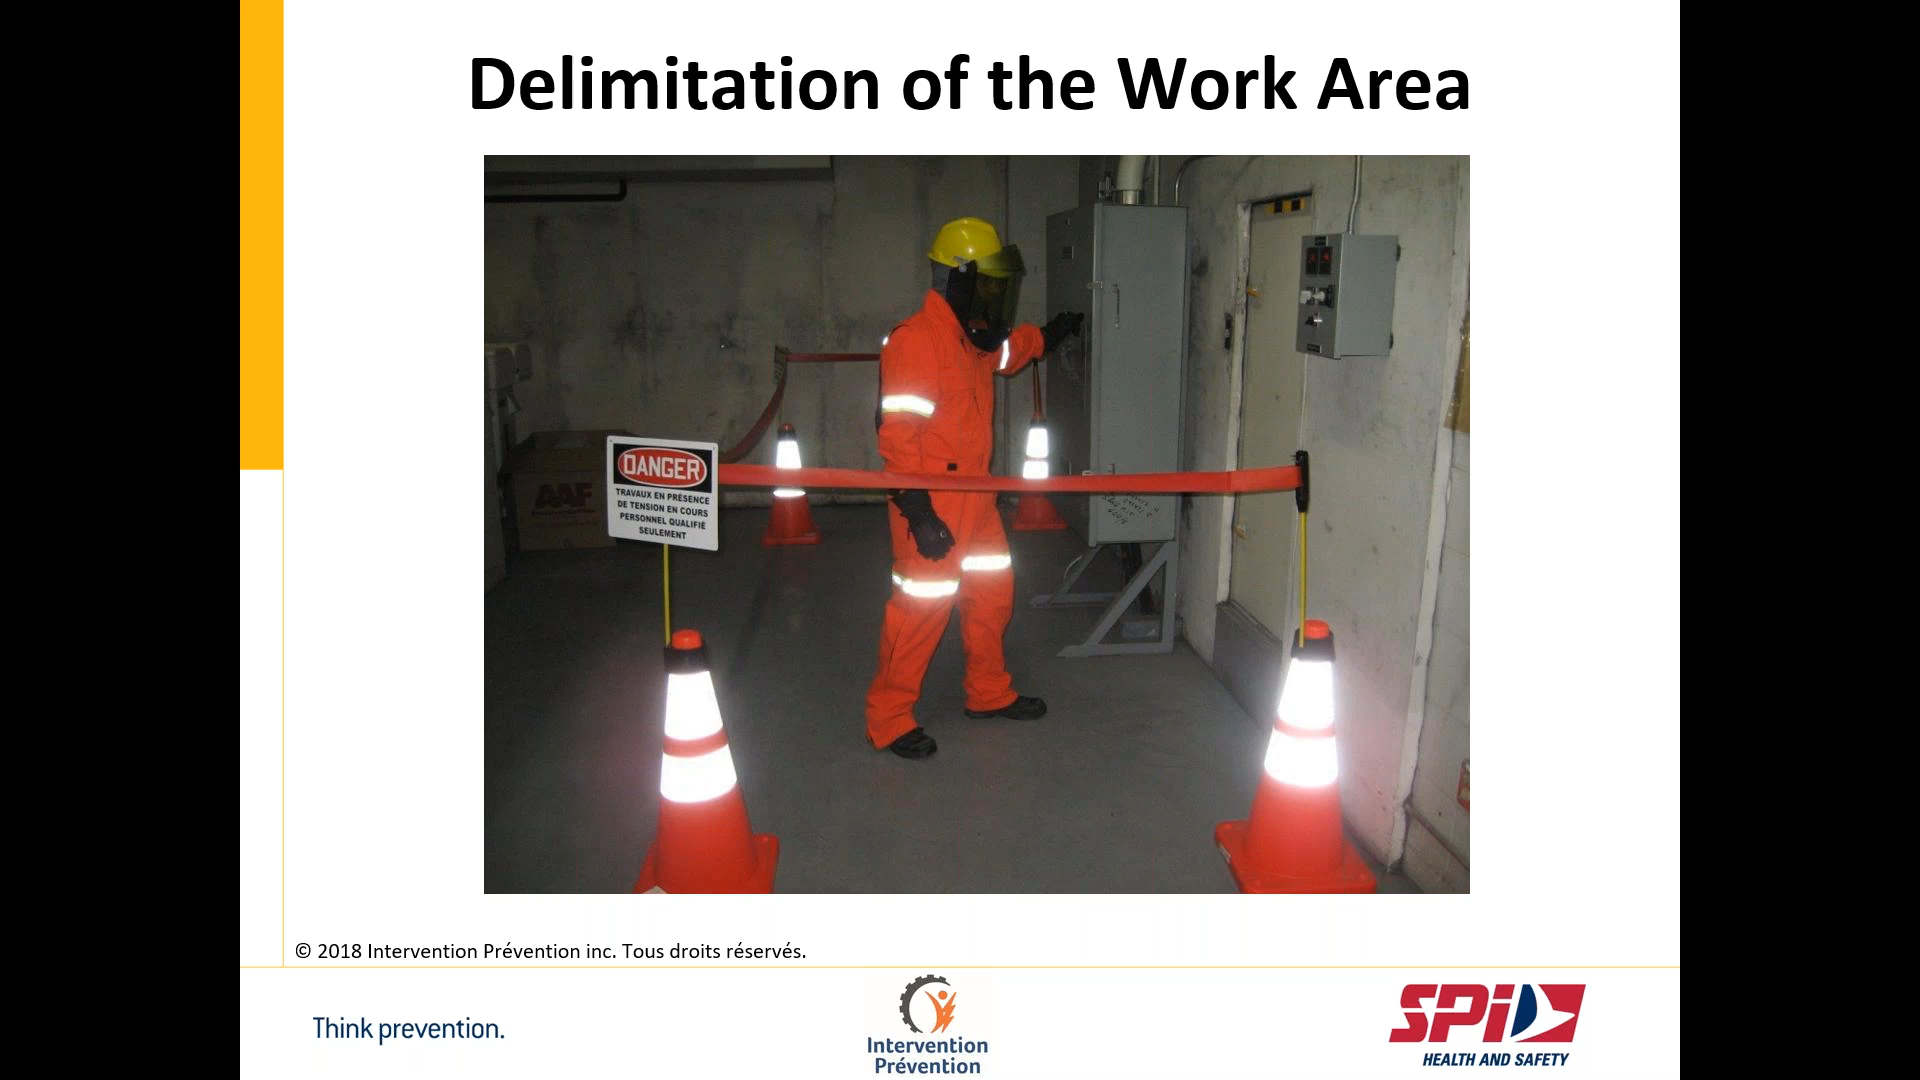 Delimitation of the Work Area
DANGER
TRAVAUX EN PRÉSENCE
DE TENSION EN COURS
PERSONNEL QUALIFIÉ
SEULEMENT
AAF
© 2018 Intervention Prévention inc. Tous droits réservés.
Think prevention.
Intervention
Prévention
SPi
HEALTH AND SAFETY